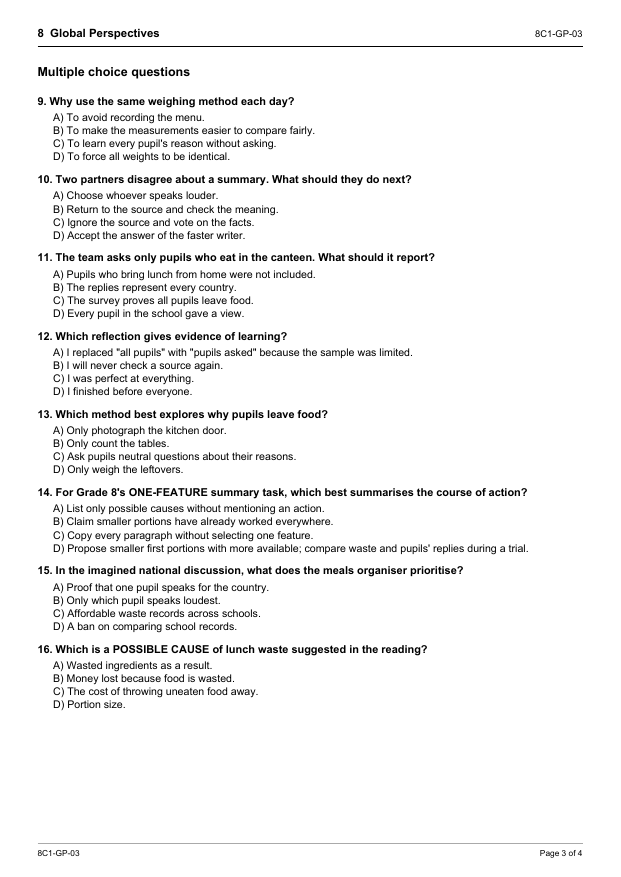 8 Global Perspectives
8C1-GP-03
Multiple choice questions
9. Why use the same weighing method each day?
A) To avoid recording the menu.
B) To make the measurements easier to compare fairly.
C) To learn every pupil's reason without asking.
D) To force all weights to be identical.
10. Two partners disagree about a summary. What should they do next?
A) Choose whoever speaks louder.
B) Return to the source and check the meaning.
C) Ignore the source and vote on the facts.
D) Accept the answer of the faster writer.
11. The team asks only pupils who eat in the canteen. What should it report?
A) Pupils who bring lunch from home were not included.
B) The replies represent every country.
C) The survey proves all pupils leave food.
D) Every pupil in the school gave a view.
12. Which reflection gives evidence of learning?
A) I replaced "all pupils" with "pupils asked" because the sample was limited.
B) I will never check a source again.
C) I was perfect at everything.
D) I finished before everyone.
13. Which method best explores why pupils leave food?
A) Only photograph the kitchen door.
B) Only count the tables.
C) Ask pupils neutral questions about their reasons.
D) Only weigh the leftovers.
14. For Grade 8's ONE-FEATURE summary task, which best summarises the course of action?
A) List only possible causes without mentioning an action.
B) Claim smaller portions have already worked everywhere.
C) Copy every paragraph without selecting one feature.
D) Propose smaller first portions with more available; compare waste and pupils' replies during a trial.
15. In the imagined national discussion, what does the meals organiser prioritise?
A) Proof that one pupil speaks for the country.
B) Only which pupil speaks loudest.
C) Affordable waste records across schools.
D) A ban on comparing school records.
16. Which is a POSSIBLE CAUSE of lunch waste suggested in the reading?
A) Wasted ingredients as a result.
B) Money lost because food is wasted.
C) The cost of throwing uneaten food away.
D) Portion size.
8C1-GP-03
Page 3 of 4